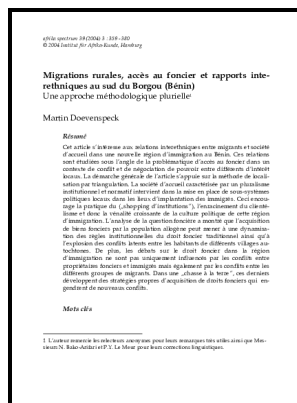 afrika spectrum 39 (2004) 3 : 359–380
© 2004 Institut für Afrika-Kunde, Hamburg
Migrations rurales, accès au foncier et rapports inte-
rethniques au sud du Borgou (Bénin)
Une approche méthodologique plurielle¹
Martin Doevenspeck
Résumé
Cet article s'intéresse aux relations interethniques entre migrants et société
d'accueil dans une nouvelle région d'immigration au Bénin. Ces relations
sont étudiées sous l'angle de la problématique d'accès au foncier dans un
contexte de conflit et de négociation de pouvoir entre différents d'intérêt
locaux. La démarche générale de l'article s'appuie sur la méthode de locali-
sation par triangulation. La société d'accueil caractérisée par un pluralisme
institutionnel et normatif intervient dans la mise en place de sous-systèmes
politiques locaux dans les lieux d'implantation des immigrés. Ceci encou-
rage la pratique du („shopping of institutions"), l'enracinement du clienté-
lisme et donc la vénalité croissante de la culture politique de cette région
d'immigration. L'analyse de la question foncière a montré que l'acquisition
de biens fonciers par la population allogène peut mener à une dynamisa-
tion des règles institutionnelles du droit foncier traditionnel ainsi qu'à
l'explosion des conflits latents entre les habitants de différents villages au-
tochtones. De plus, les débats sur le droit foncier dans la région
d'immigration ne sont pas uniquement influencés par les conflits entre
propriétaires fonciers et immigrés mais également par les conflits entre les
différents groupes de migrants. Dans une „chasse à la terre", ces derniers
développent des stratégies propres d'acquisition de droits fonciers qui en-
gendrent de nouveaux conflits.
Mots clés
1 L'auteur remercie les relecteurs anonymes pour leurs remarques très utiles ainsi que Mes-
sieurs N. Bako-Arifari et P.Y. Le Meur pour leurs corrections linguistiques.